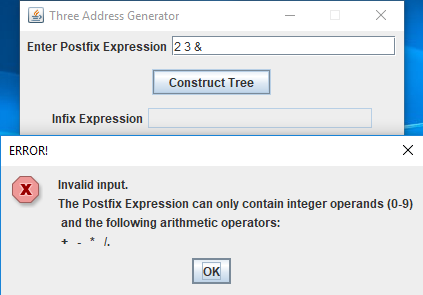 Three Address Generator
Enter Postfix Expression 2 3 &
Construct Tree
Infix Expression
ERROR!
Invalid input.
The Postfix Expression can only contain integer operands (0-9)
and the following arithmetic operators:
+ - * /.
OK